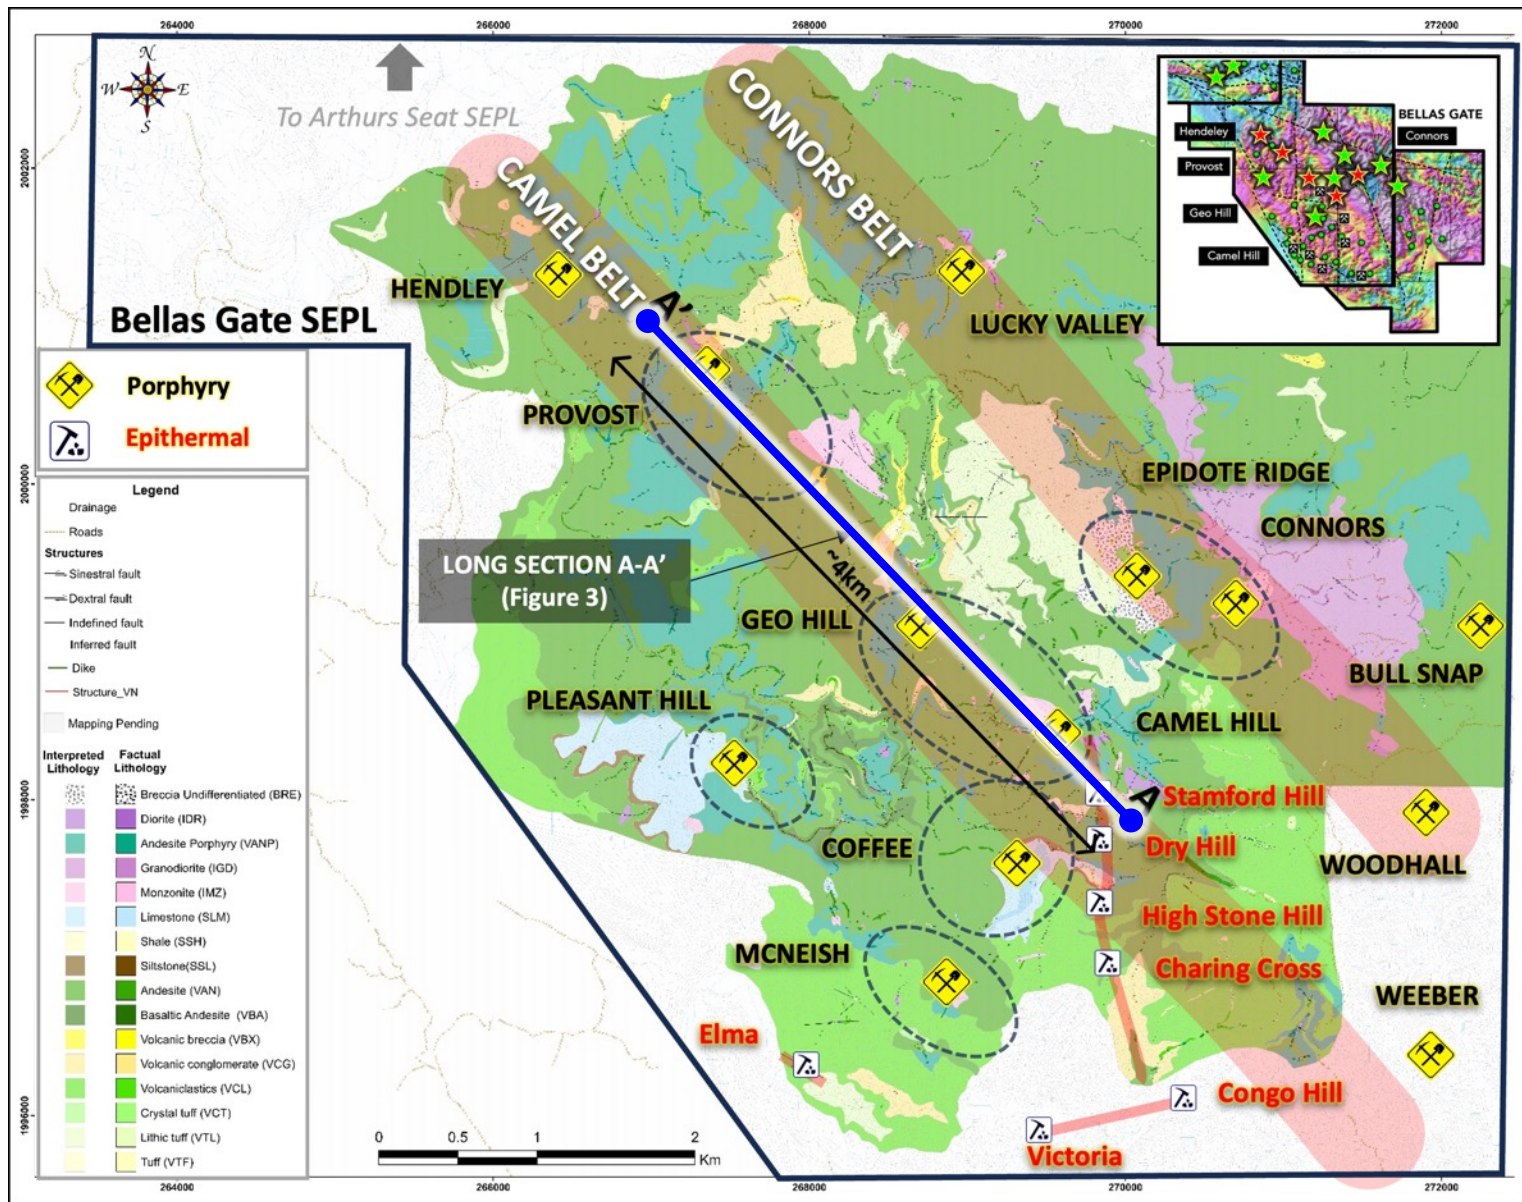 264000
266000
268000
270000
272000
N
W
E
S
To Arthurs Seat SEPL
2002000
2000000
1998000
1996000
CONNORS BELT
CAMEL BELT
BELLAS GATE
Hendeley
Connors
Provost
Geo Hill
Camel Hill
HENDLEY
A'
LUCKY VALLEY
Bellas Gate SEPL
Porphyry
Epithermal
PROVOST
EPIDOTE RIDGE
CONNORS
LONG SECTION A-A'
(Figure 3)
~4km
GEO HILL
BULL SNAP
PLEASANT HILL
CAMEL HILL
A
Stamford Hill
Dry Hill
COFFEE
WOODHALL
High Stone Hill
MCNEISH
Charing Cross
WEEBER
Elma
Congo Hill
Victoria
Legend
Drainage
Roads
Structures
Sinestral fault
Dextral fault
Indefined fault
Inferred fault
Dike
Structure_VN
Mapping Pending
Interpreted Lithology
Factual Lithology
Breccia Undifferentiated (BRE)
Diorite (IDR)
Andesite Porphyry (VANP)
Granodiorite (IGD)
Monzonite (IMZ)
Limestone (SLM)
Shale (SSH)
Siltstone(SSL)
Andesite (VAN)
Basaltic Andesite (VBA)
Volcanic breccia (VBX)
Volcanic conglomerate (VCG)
Volcaniclastics (VCL)
Crystal tuff (VCT)
Lithic tuff (VTL)
Tuff (VTF)
0 0.5 1 2
Km
264000
266000
268000
270000
272000